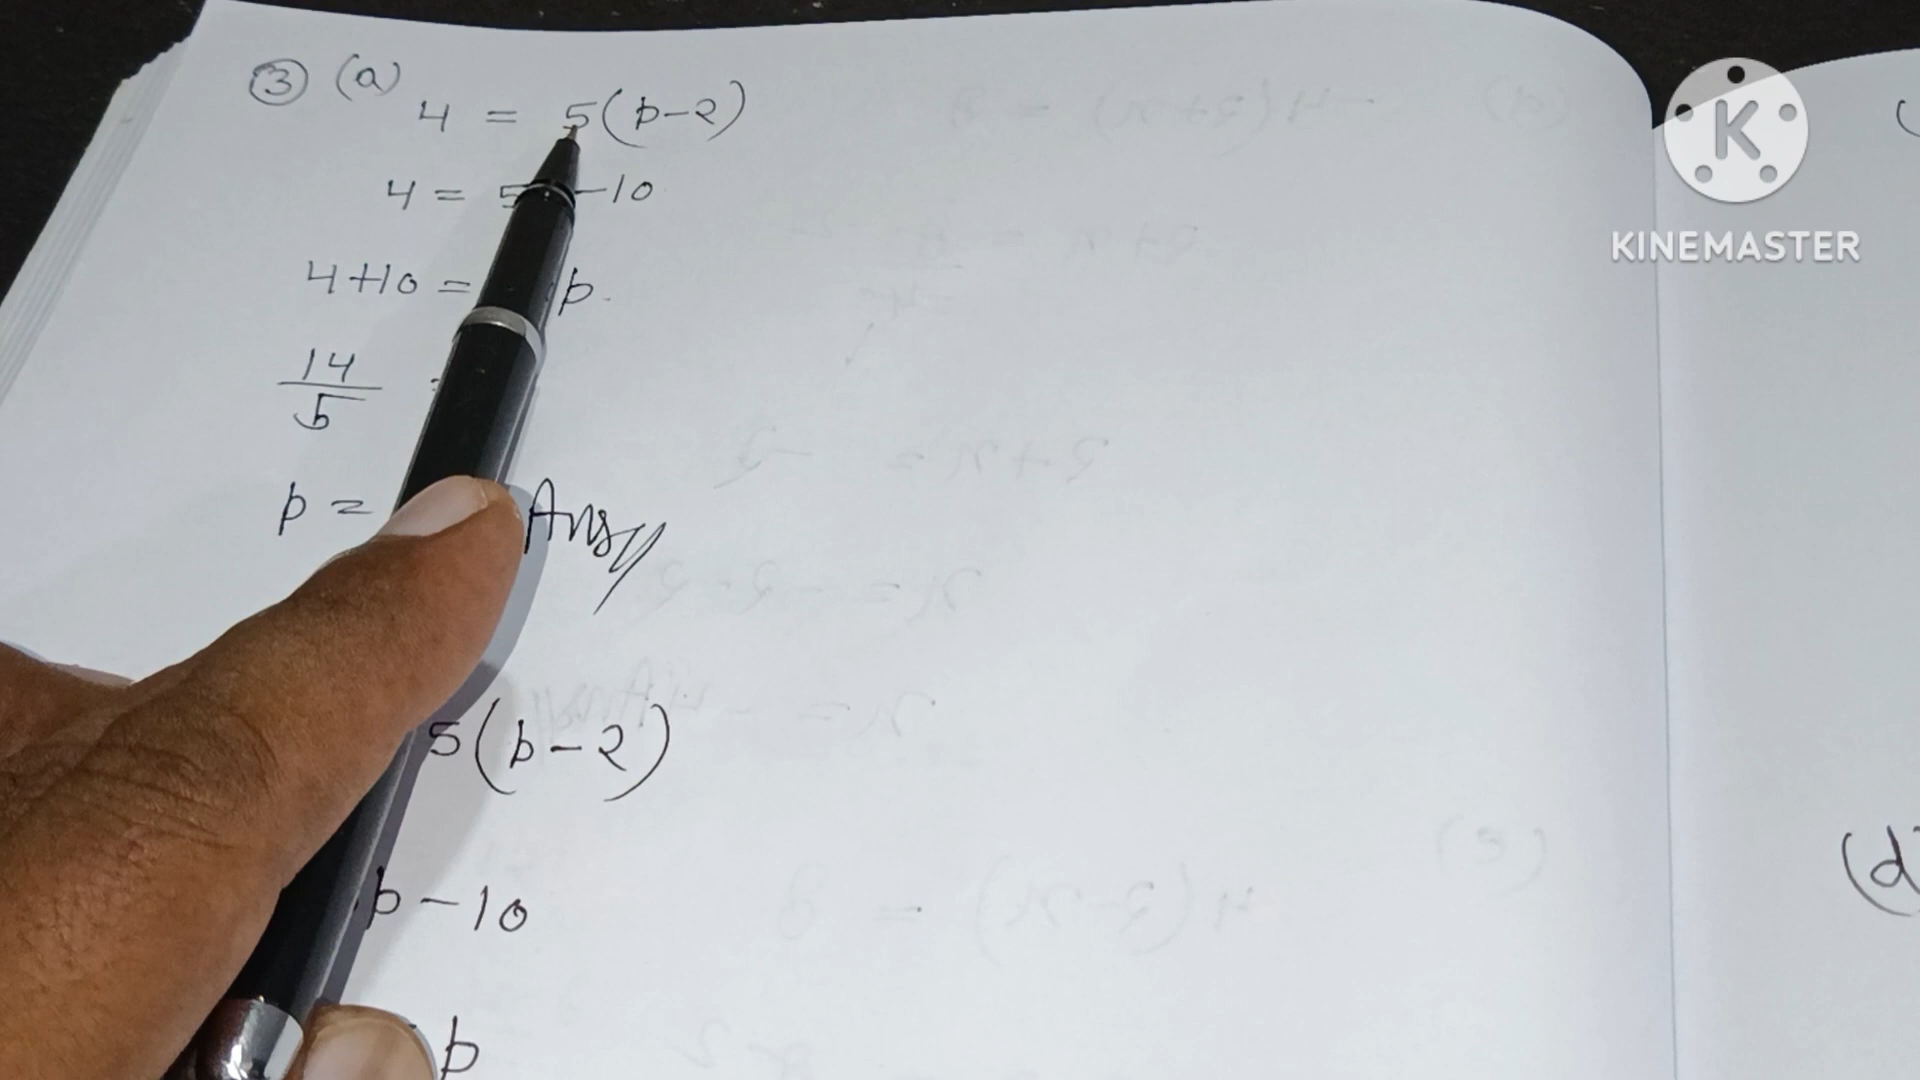 ③ (a)
4 = 5(p-2)
4 = 5 -10
4+10 = p.
14
5
p =
Ans
5(p-2)
p-10
p
(d)
K
KINEMASTER